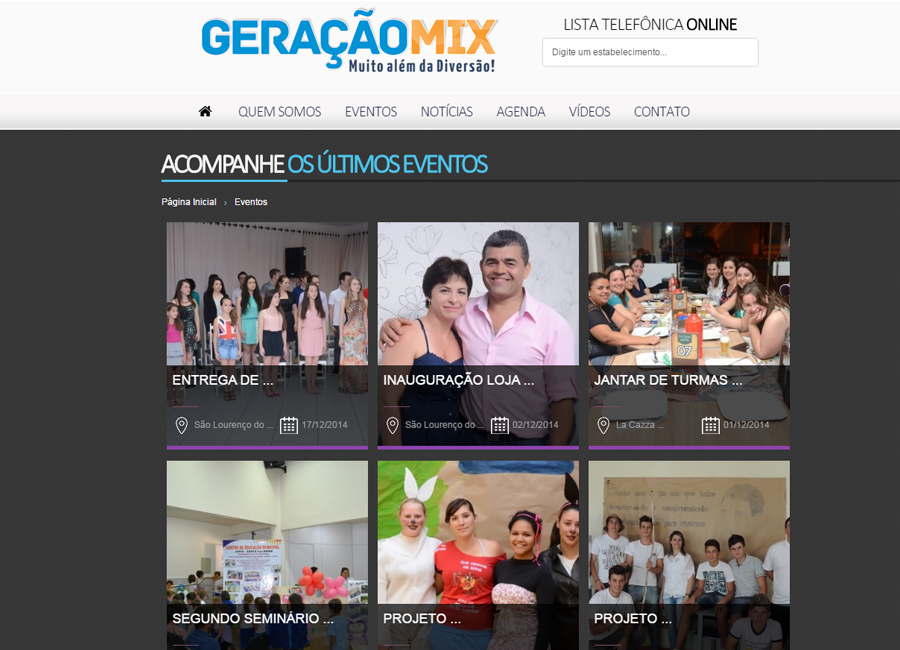 GERAÇÃOMIX
Muito além da Diversão!
LISTA TELEFÔNICA ONLINE
Digite um estabelecimento...
QUEM SOMOS EVENTOS NOTÍCIAS AGENDA VÍDEOS CONTATO
ACOMPANHE OS ÚLTIMOS EVENTOS
Página Inicial › Eventos
ENTREGA DE ...
São Lourenço do ... 17/12/2014
INAUGURAÇÃO LOJA ...
São Lourenço do ... 02/12/2014
07
JANTAR DE TURMAS ...
La Cazza ... 01/12/2014
SEGUNDO SEMINÁRIO ...
PROJETO ...
PROJETO ...